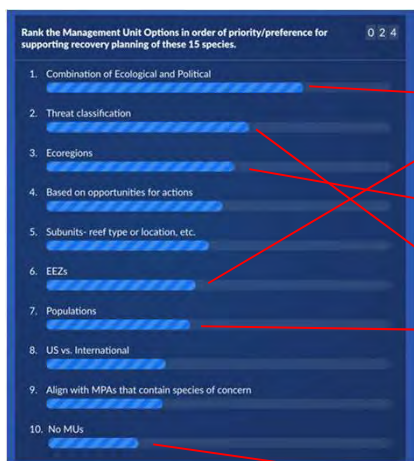 Rank the Management Unit Options in order of priority/preference for
supporting recovery planning of these 15 species.
0 2 4
1. Combination of Ecological and Political
2. Threat classification
3. Ecoregions
4. Based on opportunities for actions
5. Subunits- reef type or location, etc.
6. EEZs
7. Populations
8. US vs. International
9. Align with MPAs that contain species of concern
10. No MUs